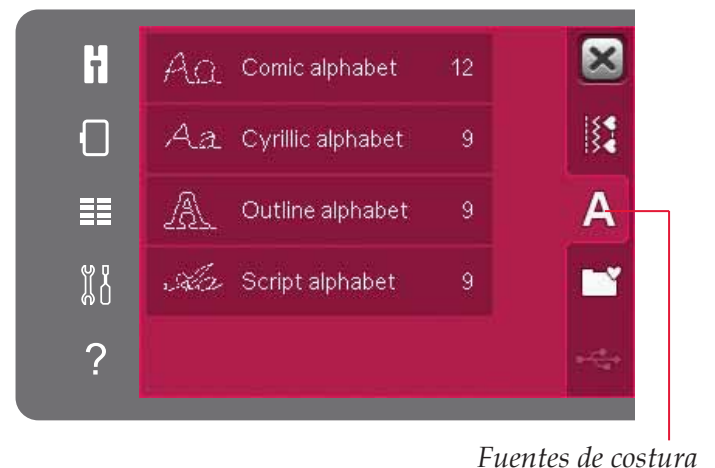 Aa Comic alphabet 12
Aa Cyrillic alphabet 9
A Outline alphabet 9
Script alphabet 9
A
?
Fuentes de costura